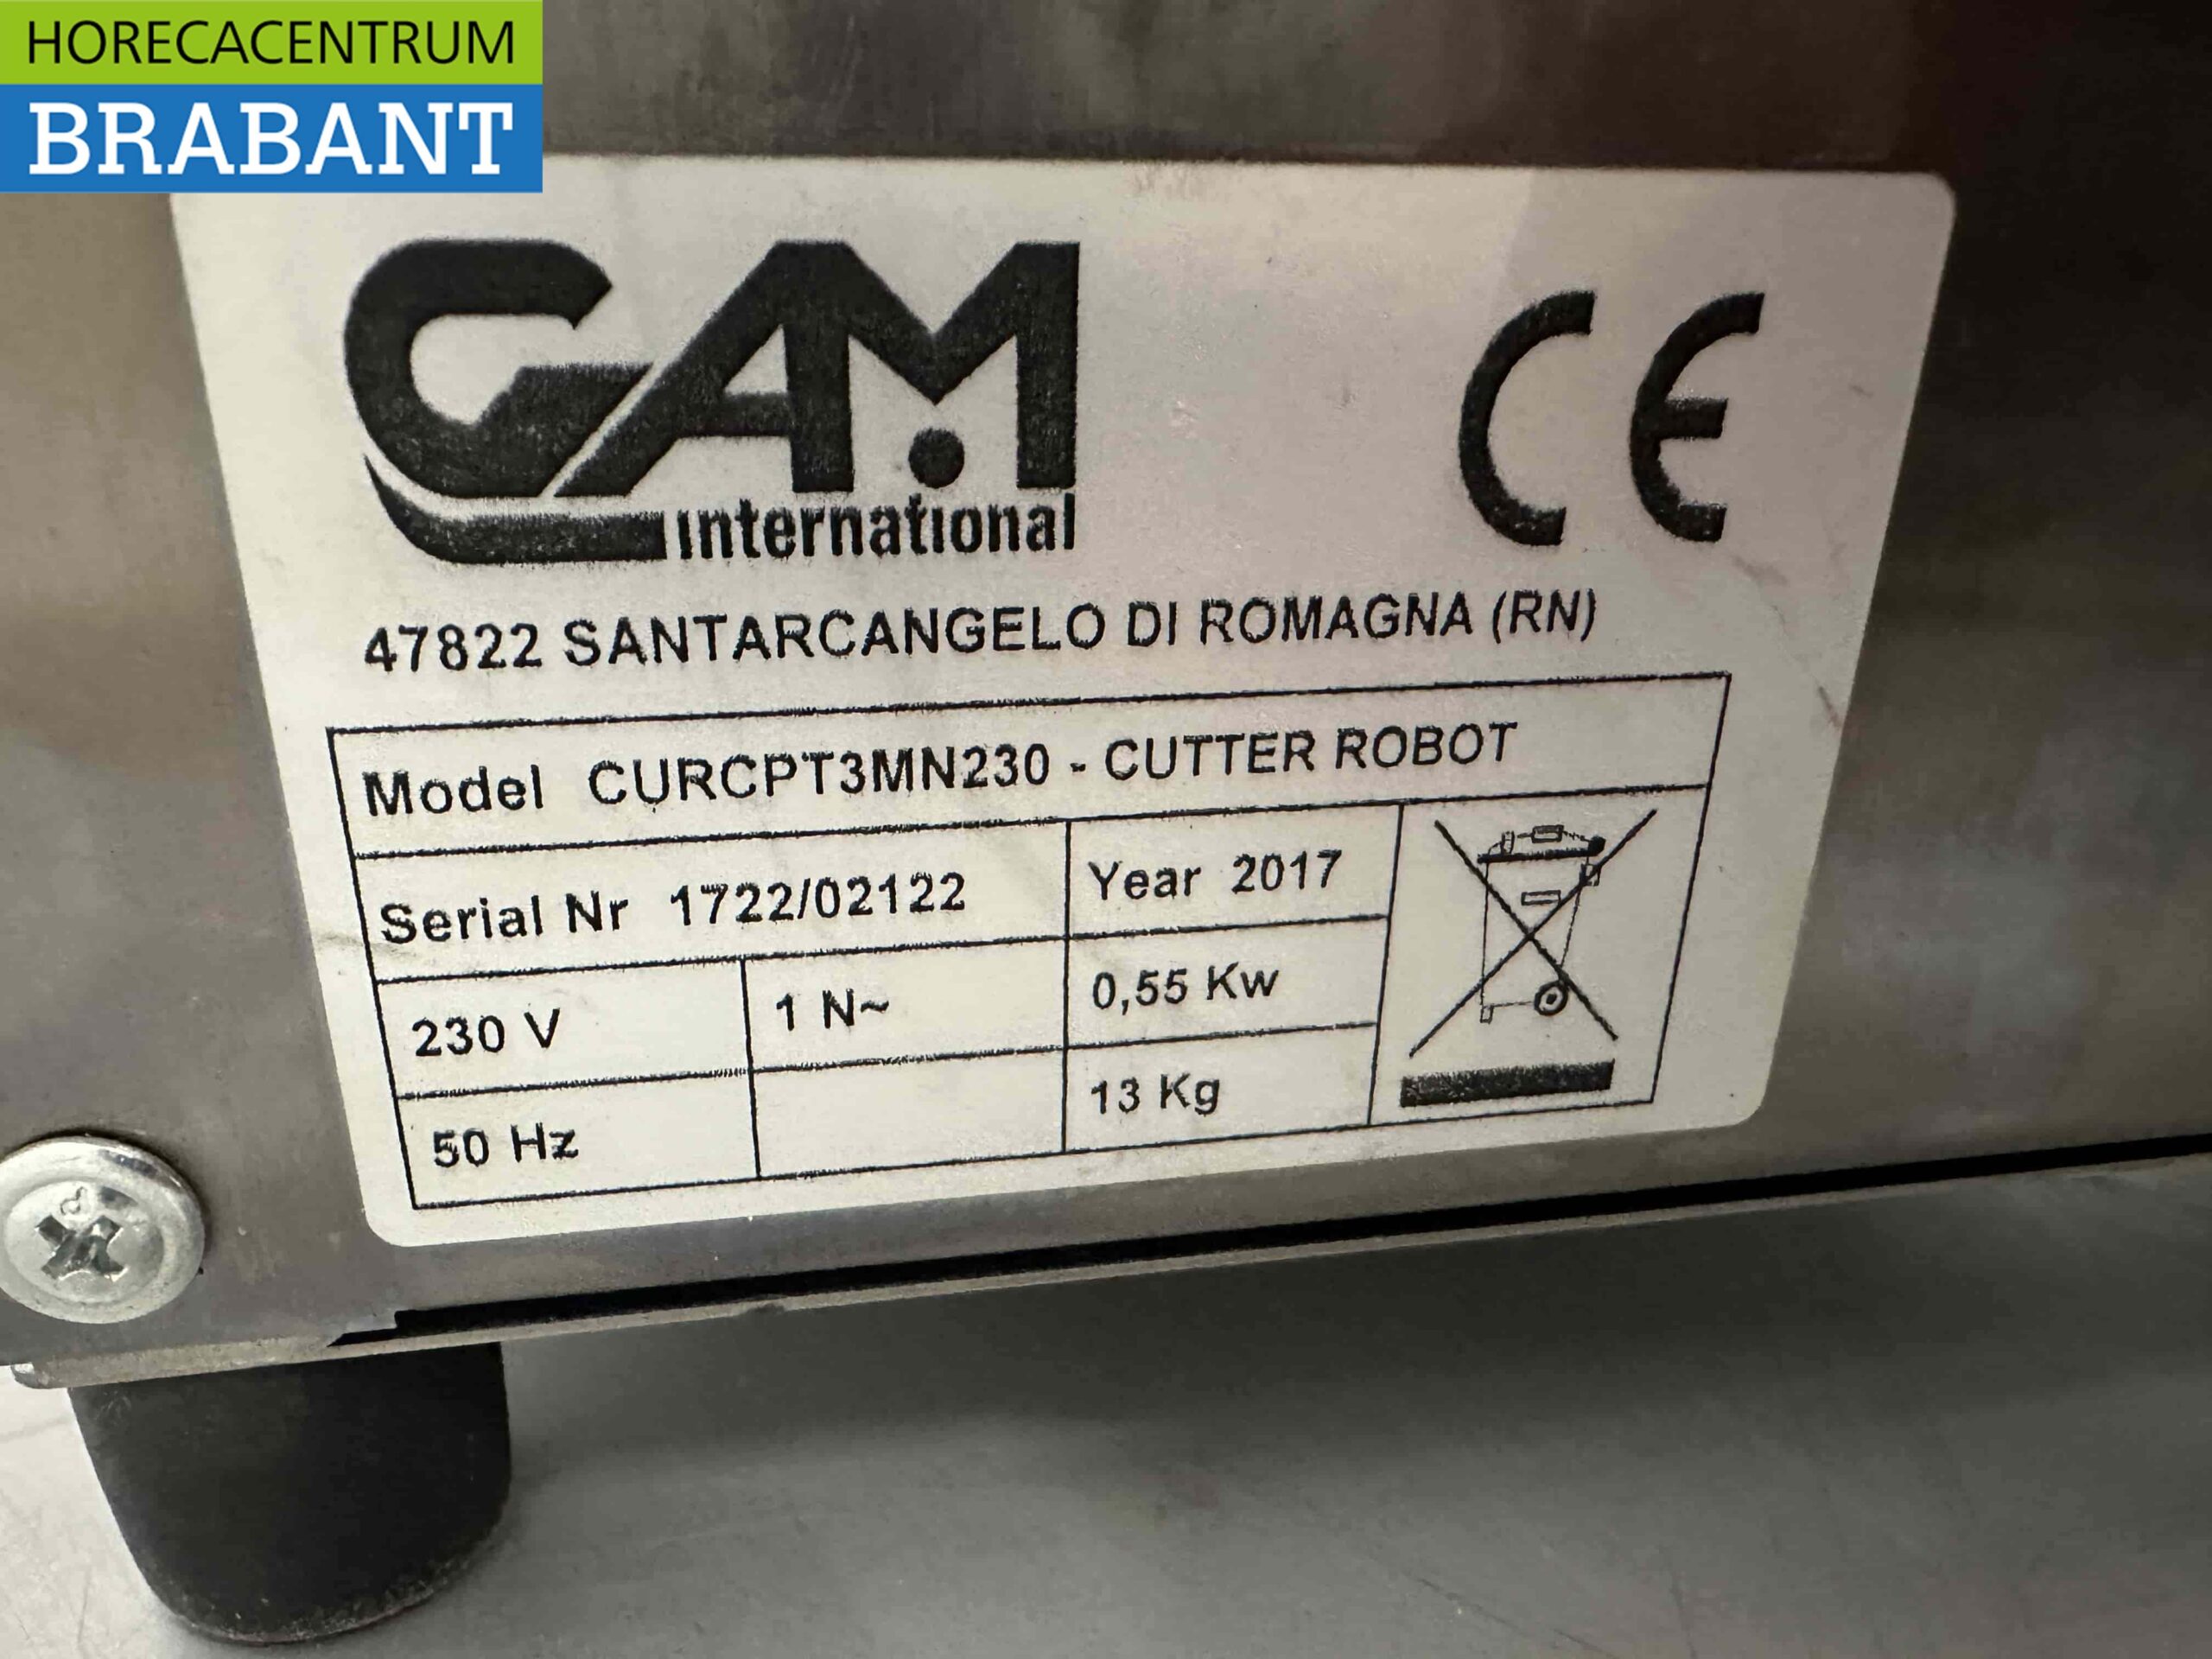 HORECACENTRUM
BRABANT
GAM
international
CE
47822 SANTARCANGELO DI ROMAGNA (RN)
Model CURCPT3MN230 - CUTTER ROBOT
Serial Nr 1722/02122
Year 2017
230 V
1 N~
0,55 Kw
50 Hz
13 Kg